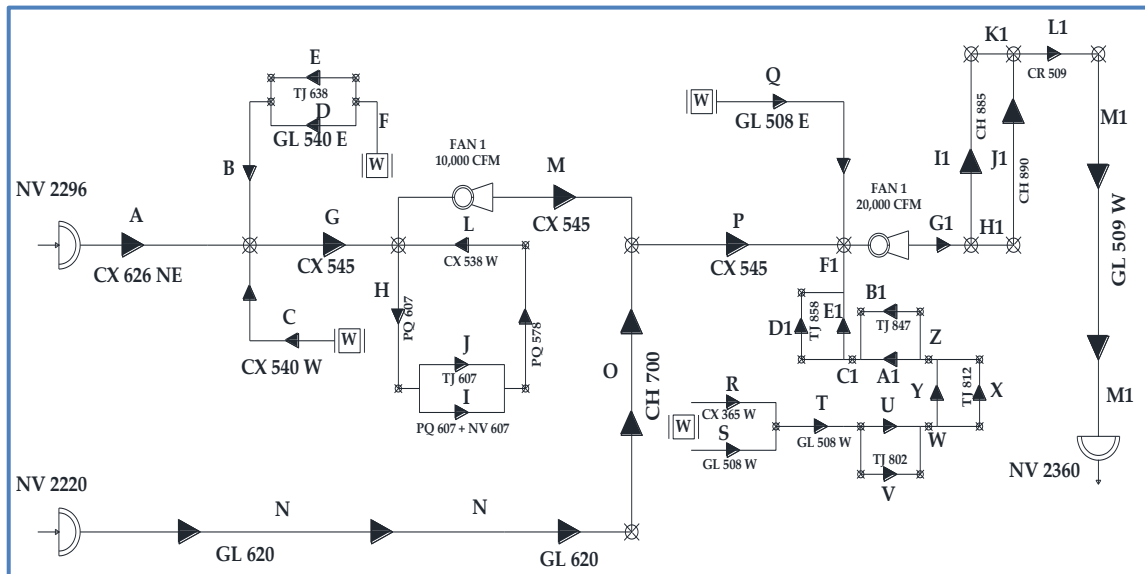 K1
L1
CR 509
E
TJ 638
D
GL 540 E
F
W
B
Q
W
GL 508 E
CH 885
CH 890
I1
J1
M1
FAN 1
10,000 CFM
M
CX 545
NV 2296
A
CX 626 NE
G
CX 545
L
CX 538 W
FAN 1
20,000 CFM
P
CX 545
F1
G1
H1
GL 509 W
H
PQ 607
PQ 578
C
W
CX 540 W
J
TJ 607
I
PQ 607 + NV 607
O
CH 700
D1
TJ 858
E1
B1
TJ 847
C1
A1
Z
Y
TJ 812
X
R
CX 365 W
W
S
GL 508 W
T
GL 508 W
U
W
TJ 802
V
M1
NV 2360
NV 2220
N
N
GL 620
GL 620